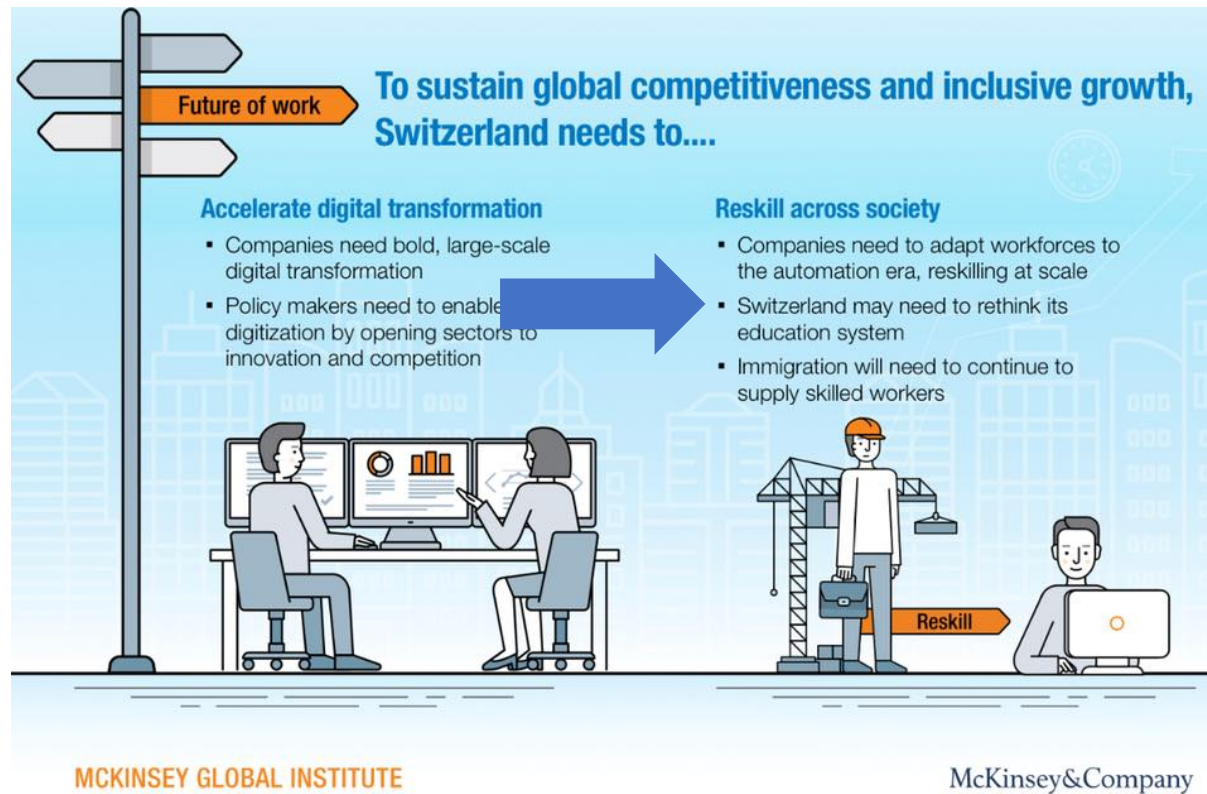 Future of work
To sustain global competitiveness and inclusive growth,
Switzerland needs to....
Accelerate digital transformation
▪ Companies need bold, large-scale
digital transformation
▪ Policy makers need to enable
digitization by opening sectors to
innovation and competition
Reskill across society
▪ Companies need to adapt workforces to
the automation era, reskilling at scale
▪ Switzerland may need to rethink its
education system
▪ Immigration will need to continue to
supply skilled workers
Reskill
MCKINSEY GLOBAL INSTITUTE
McKinsey&Company